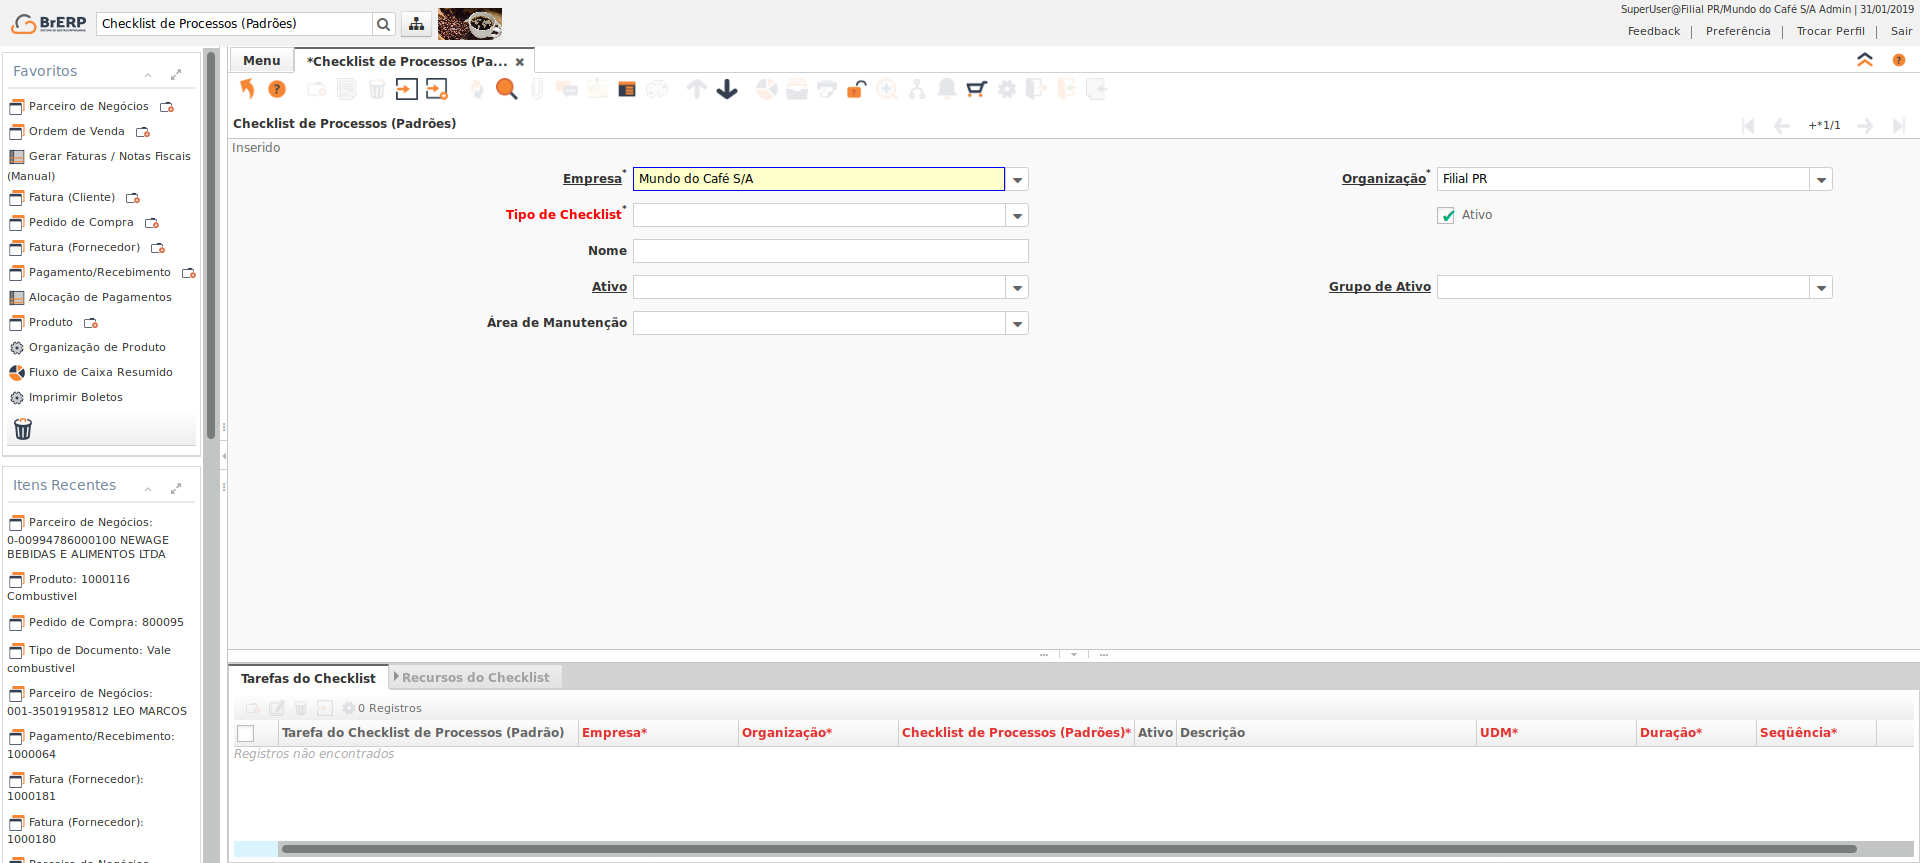 BrERP
Checklist de Processos (Padrões)
SuperUser@Filial PR/Mundo do Café S/A Admin | 31/01/2019
Feedback | Preferência | Trocar Perfil | Sair
Favoritos
Parceiro de Negócios
Ordem de Venda
Gerar Faturas / Notas Fiscais
(Manual)
Fatura (Cliente)
Pedido de Compra
Fatura (Fornecedor)
Pagamento/Recebimento
Alocação de Pagamentos
Produto
Organização de Produto
Fluxo de Caixa Resumido
Imprimir Boletos
Itens Recentes
Parceiro de Negócios:
0-00994786000100 NEWAGE
BEBIDAS E ALIMENTOS LTDA
Produto: 1000116
Combustivel
Pedido de Compra: 800095
Tipo de Documento: Vale
combustivel
Parceiro de Negócios:
001-35019195812 LEO MARCOS
Pagamento/Recebimento:
1000064
Fatura (Fornecedor):
1000181
Fatura (Fornecedor):
1000180
Menu
*Checklist de Processos (Pa...
Checklist de Processos (Padrões)
+*1/1
Inserido
Empresa* Mundo do Café S/A
Organização* Filial PR
Tipo de Checklist*
Ativo
Nome
Ativo
Grupo de Ativo
Área de Manutenção
Tarefas do Checklist
Recursos do Checklist
0 Registros
Tarefa do Checklist de Processos (Padrão) Empresa* Organização* Checklist de Processos (Padrões)* Ativo Descrição UDM* Duração* Seqüência*
Registros não encontrados